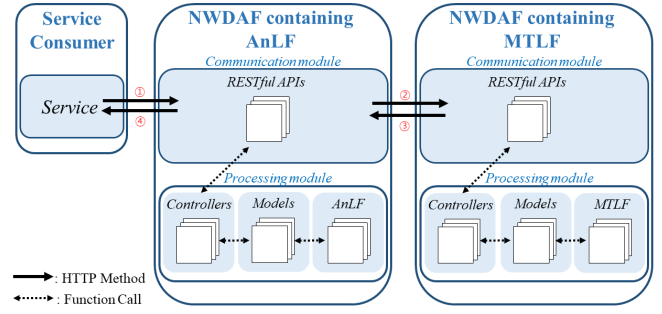 Service
Consumer
Service
①
④
NWDAF containing
AnLF
Communication module
RESTful APIs
Processing module
Controllers
Models
AnLF
②
③
NWDAF containing
MTLF
Communication module
RESTful APIs
Processing module
Controllers
Models
MTLF
: HTTP Method
: Function Call